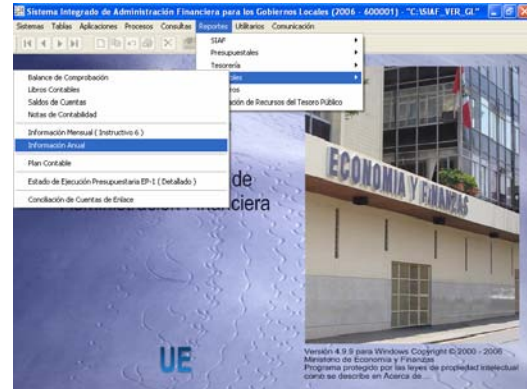 Sistema Integrado de Administración Financiera para los Gobiernos Locales (2006 - 600001) - "C:\SIAF_VER_GL"
Sistemas Tablas Aplicaciones Procesos Consultas Reportes Utilitarios Comunicación
SIAF
Presupuestales
Tesorería
oles
ros
ción de Recursos del Tesoro Público
Balance de Comprobación
Libros Contables
Saldos de Cuentas
Notas de Contabilidad
Información Mensual ( Instructivo 6 )
Información Anual
Plan Contable
Estado de Ejecución Presupuestaria EP-1 ( Detallado )
Conciliación de Cuentas de Enlace
de
Financiera
ECONOMIA Y FINANZAS
UE
Versión 4.9.9 para Windows Copyright © 2000 - 2006
Ministerio de Economía y Finanzas
Programa protegido por las leyes de propiedad intelectual
como se describe en Acerca de...